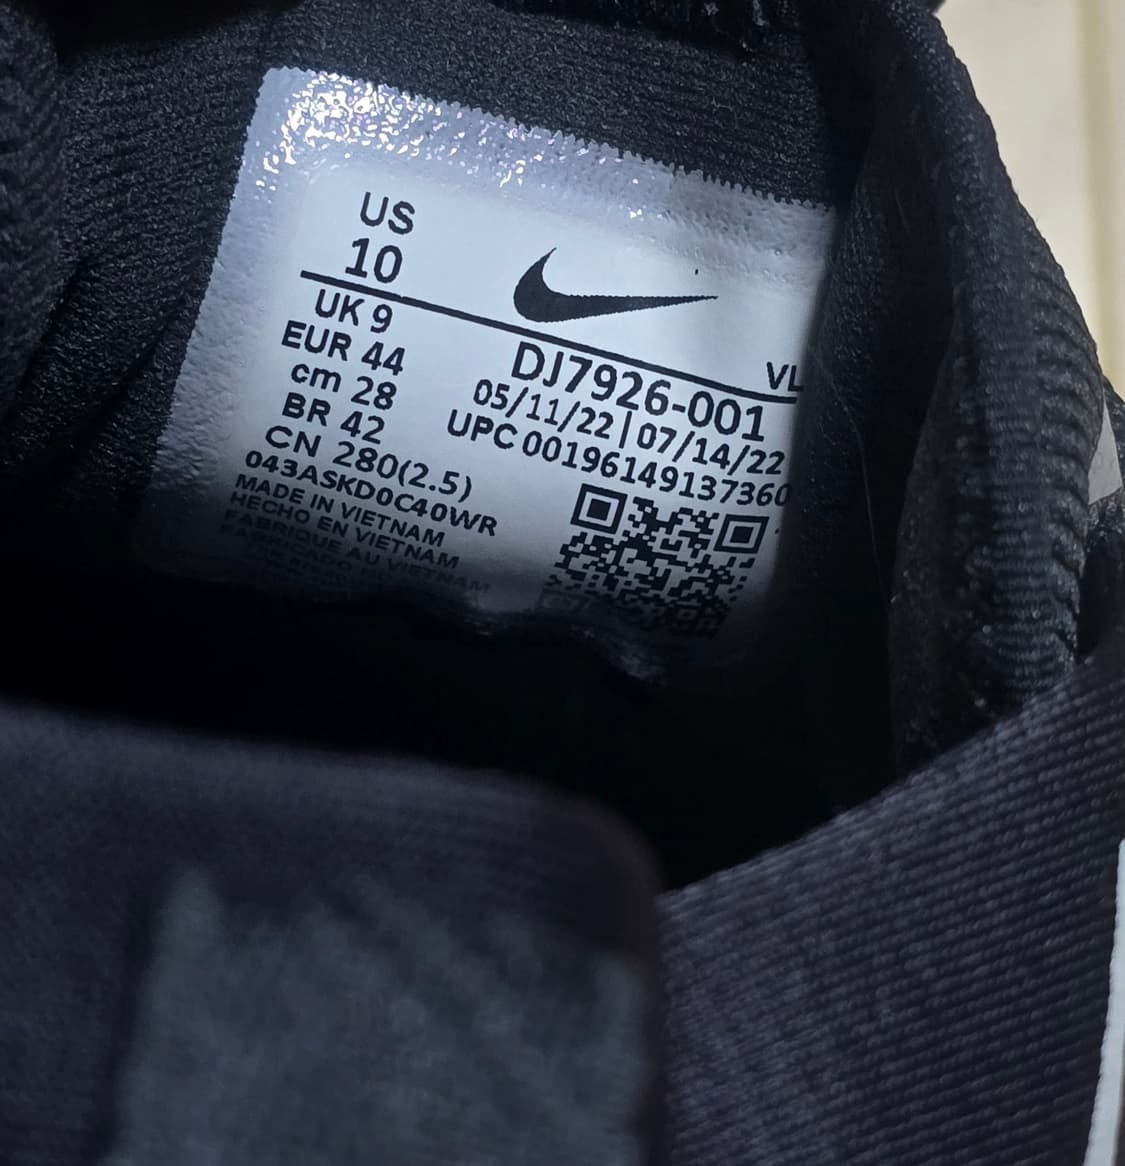 US
10
UK 9
EUR 44
cm 28
BR 42
CN 280(2.5)
043ASKD0C40WR
MADE IN VIETNAM
HECHO EN VIETNAM
FABRIQUE AU VIETNAM
VL
DJ7926-001
05/11/22 | 07/14/22
UPC 00196149137360